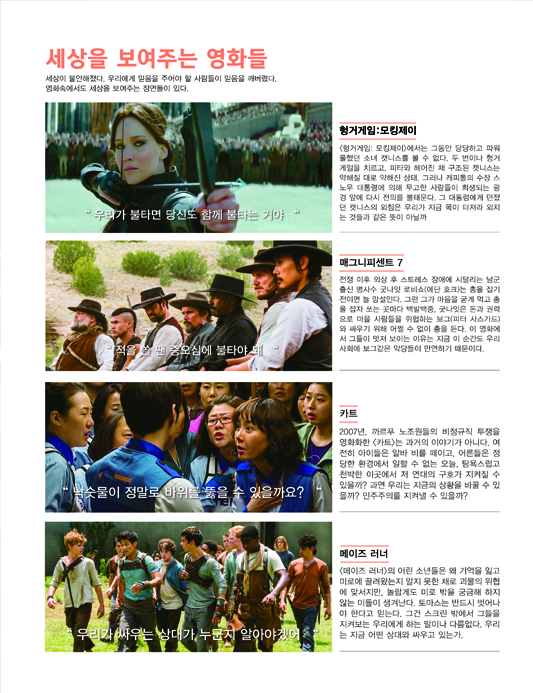 세상을 보여주는 영화들
세상이 불안해졌다. 우리에게 믿음을 주어야 할 사람들이 믿음을 깨버렸다.
영화속에서도 세상을 보여주는 장면들이 있다.
“ 우리가 불타면 당신도 함께 불타는 거야 ”
헝거게임:모킹제이
〈헝거게임: 모킹제이〉에서는 그동안 당당하고 파워
풀했던 소녀 캣니스를 볼 수 없다. 두 번이나 헝거
게임을 치르고, 피타와 헤어진 채 구조된 캣니스는
약해질 대로 약해진 상태. 그러나 캐피톨의 수장 스
노우 대통령에 의해 무고한 사람들이 희생되는 광
경 앞에 다시 전의를 불태운다. 그 대통령에게 던졌
던 캣니스의 외침은 우리가 지금 목이 터져라 외치
는 것들과 같은 뜻이 아닐까
“ 적을 쏠 땐 증오심에 불타야 돼 ”
매그니피센트 7
전쟁 이후 외상 후 스트레스 장애에 시달리는 남군
출신 명사수 굿나잇 로비쇼(에단 호크)는 총을 잡기
전이면 늘 망설인다. 그런 그가 마음을 굳게 먹고 총
을 잡자 쏘는 곳마다 백발백중. 굿나잇은 돈과 권력
으로 마을 사람들을 위협하는 보그(피터 사스가드)
와 싸우기 위해 어쩔 수 없이 총을 든다. 이 영화에
서 그들이 멋져 보이는 이유는 지금 이 순간도 우리
사회에 보그같은 악당들이 만연하기 때문이다.
“ 낙숫물이 정말로 바위를 뚫을 수 있을까요? ”
카트
2007년, 까르푸 노조원들의 비정규직 투쟁을
영화화한 〈카트〉는 과거의 이야기가 아니다. 여
전히 아이들은 알바 비를 떼이고, 어른들은 정
당한 환경에서 일할 수 없는 오늘, 탐욕스럽고
천박한 이곳에서 저 연대의 구호가 지켜질 수
있을까? 과연 우리는 지금의 상황을 바꿀 수 있
을까? 민주주의를 지켜낼 수 있을까?
“ 우리가 싸우는 상대가 누군지 알아야겠어 ”
메이즈 러너
〈메이즈 러너〉의 어린 소년들은 왜 기억을 잃고
미로에 끌려왔는지 알지 못한 채로 괴물의 위협
에 맞서지만, 놀랍게도 미로 밖을 궁금해 하지
않는 이들이 생겨난다. 토마스는 반드시 벗어나
야 한다고 믿는다. 그건 스크린 밖에서 그들을
지켜보는 우리에게 하는 말이나 다름없다. 우리
는 지금 어떤 상대와 싸우고 있는가.